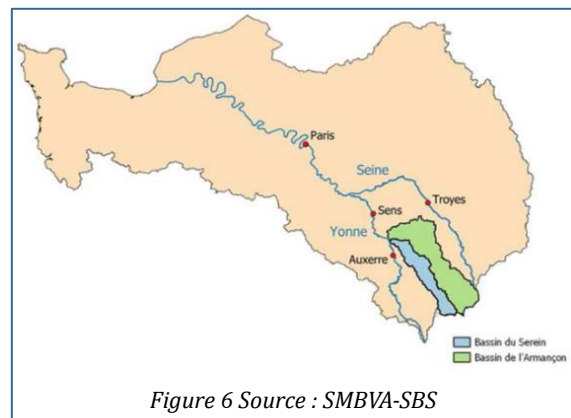 Paris
Seine
Troyes
Sens
Yonne
Auxerre
Bassin du Serein
Bassin de l'Armançon
Figure 6 Source : SMBVA-SBS